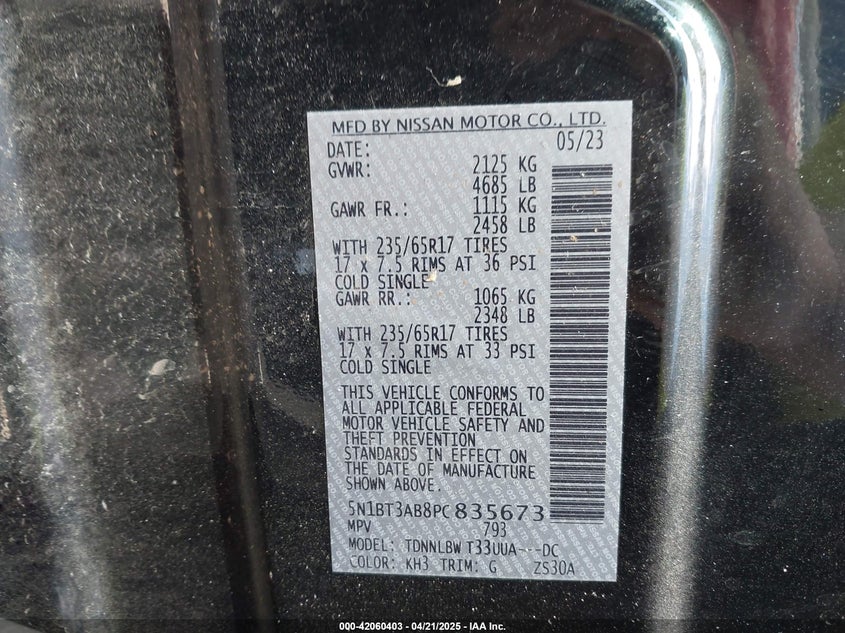 MFD BY NISSAN MOTOR CO., LTD.
DATE: 05/23
GVWR: 2125 KG
4685 LB
GAWR FR.: 1115 KG
2458 LB
WITH 235/65R17 TIRES
17 x 7.5 RIMS AT 36 PSI
COLD SINGLE
GAWR RR.: 1065 KG
2348 LB
WITH 235/65R17 TIRES
17 x 7.5 RIMS AT 33 PSI
COLD SINGLE
THIS VEHICLE CONFORMS TO
ALL APPLICABLE FEDERAL
MOTOR VEHICLE SAFETY AND
THEFT PREVENTION
STANDARDS IN EFFECT ON
THE DATE OF MANUFACTURE
SHOWN ABOVE.
5N1BT3AB8PC835673
MPV 793
MODEL: TDNNLBW T33UUA---DC
COLOR: KH3 TRIM: G ZS30A
000-42060403 - 04/21/2025 - IAA Inc.